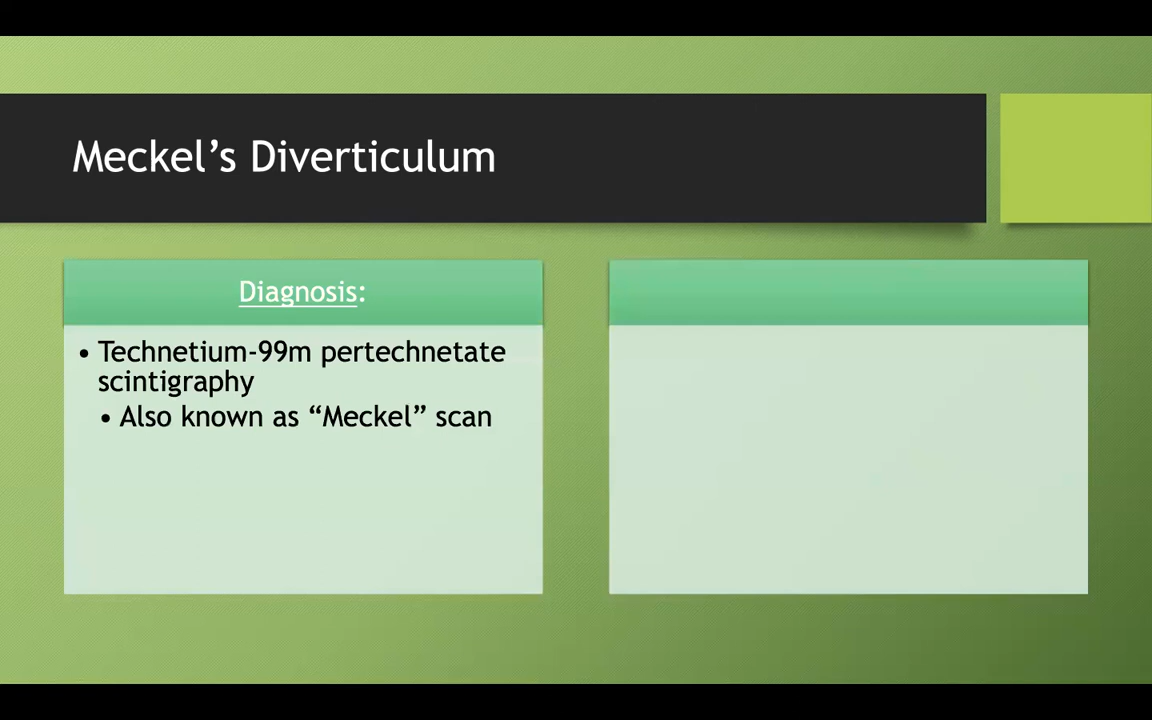 Meckel’s Diverticulum
Diagnosis:
• Technetium-99m pertechnetate
scintigraphy
• Also known as “Meckel” scan